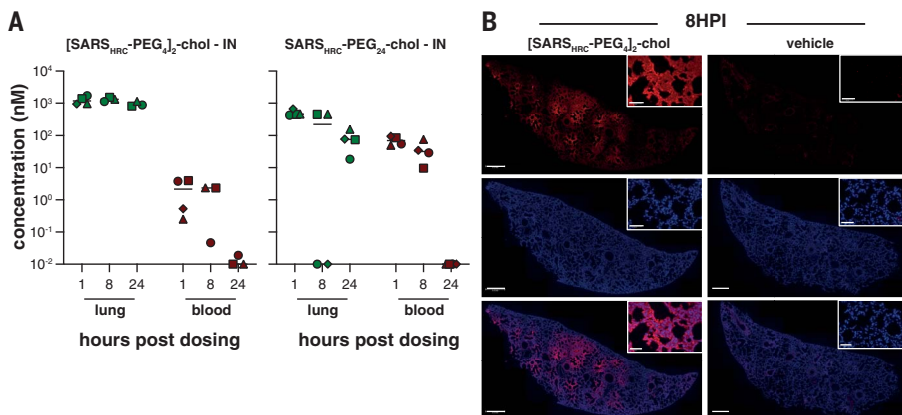 A
[SARS_HRC-PEG_4]_2-chol - IN
SARS_HRC-PEG_24-chol - IN
concentration (nM)
10^4
10^3
10^2
10^1
10^0
10^-1
10^-2
1 8 24 1 8 24
lung blood
hours post dosing
1 8 24 1 8 24
lung blood
hours post dosing
B
8HPI
[SARS_HRC-PEG_4]_2-chol
vehicle